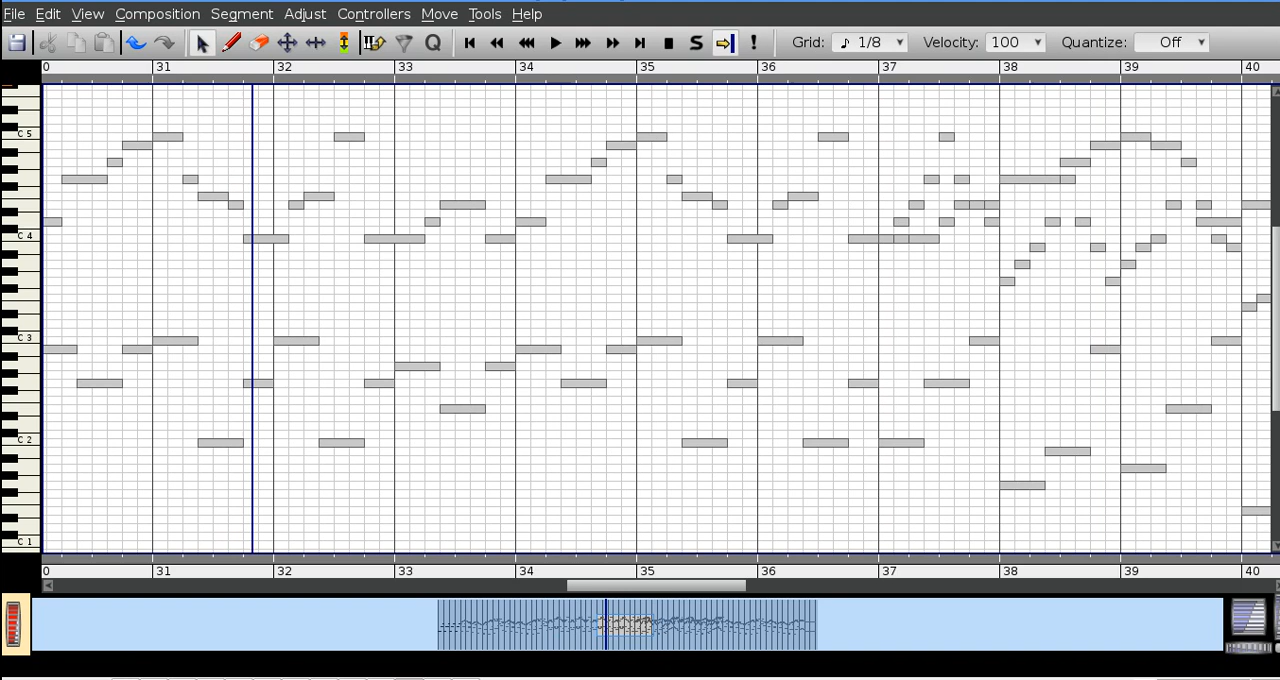 File Edit View Composition Segment Adjust Controllers Move Tools Help
Q S ! Grid: 1/8 Velocity: 100 Quantize: Off
0 31 32 33 34 35 36 37 38 39 40
C 5
C 4
C 3
C 2
C 1
0 31 32 33 34 35 36 37 38 39 40